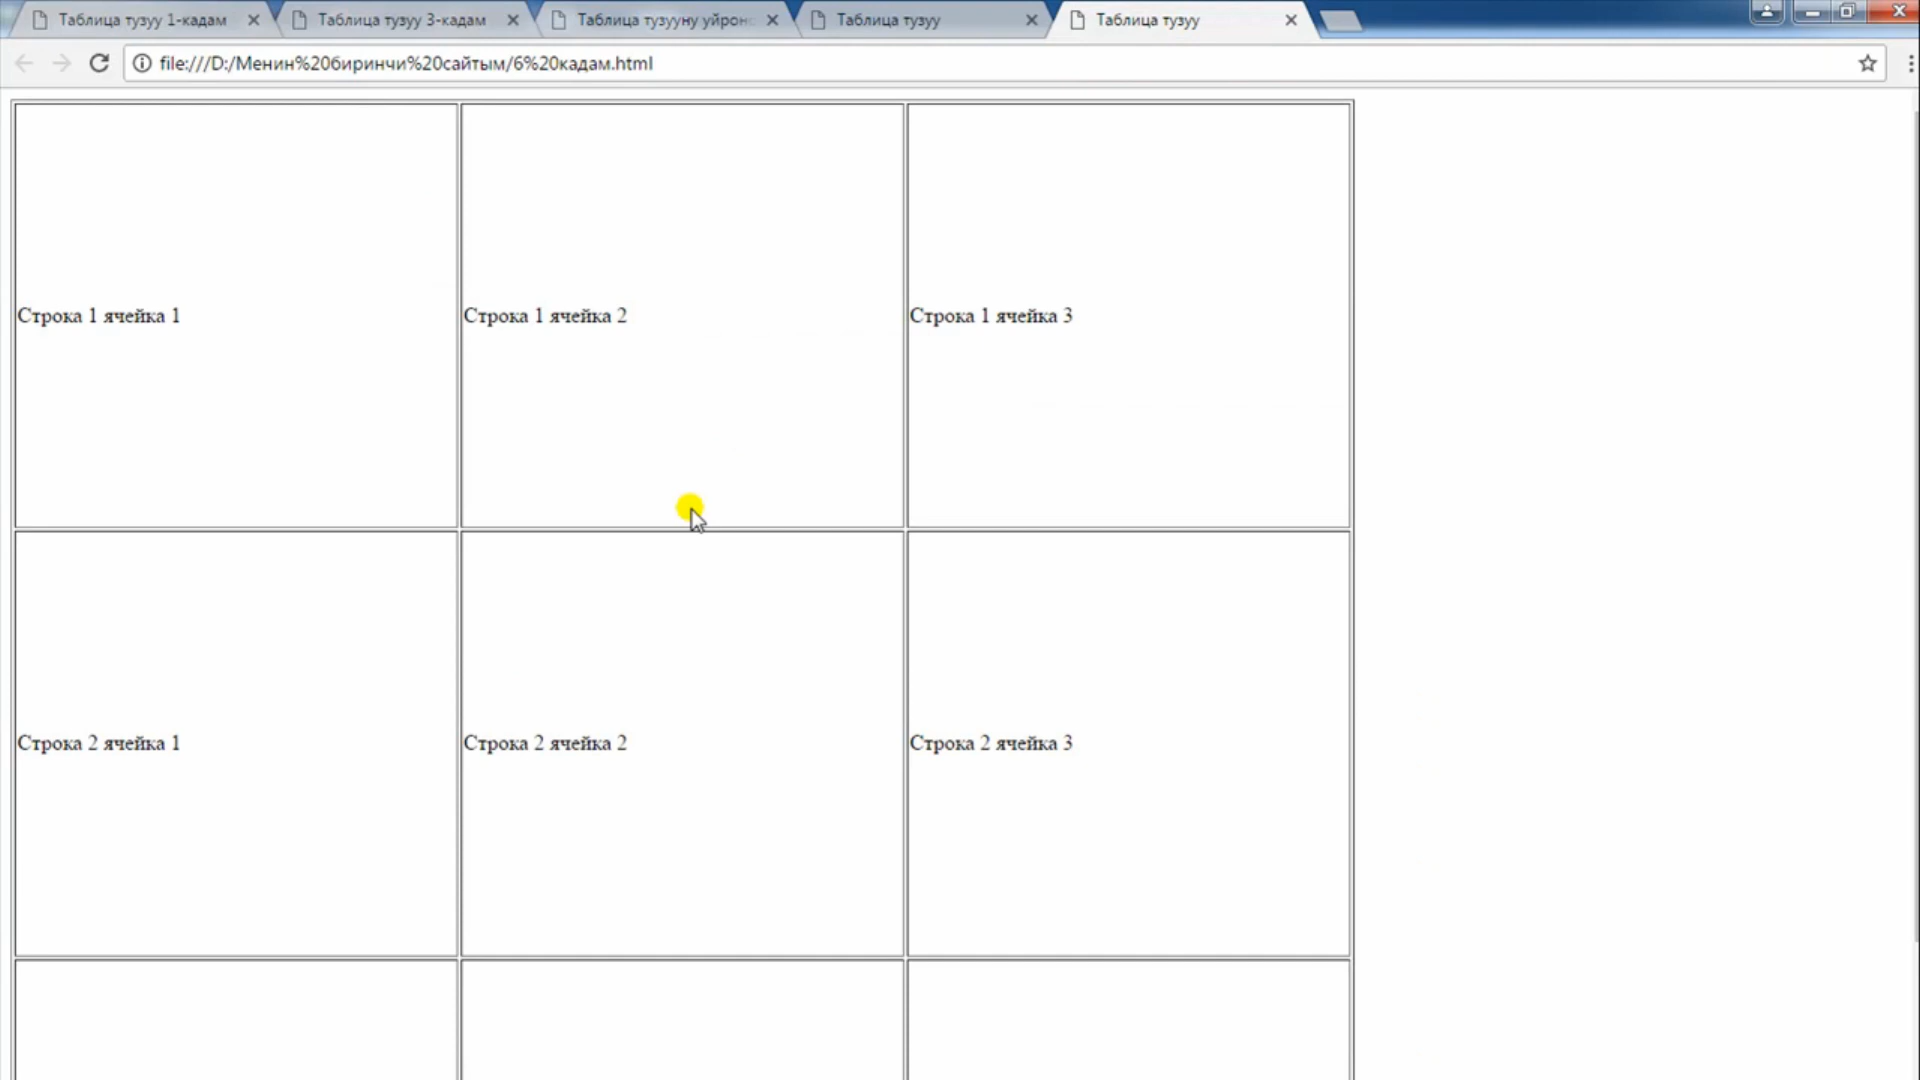 Таблица тузуу 1-кадам
Таблица тузуу 3-кадам
Таблица тузууну уйрон
Таблица тузуу
Таблица тузуу
file:///D:/Менин%20биринчи%20сайтым/6%20кадам.html
Строка 1 ячейка 1
Строка 1 ячейка 2
Строка 1 ячейка 3
Строка 2 ячейка 1
Строка 2 ячейка 2
Строка 2 ячейка 3